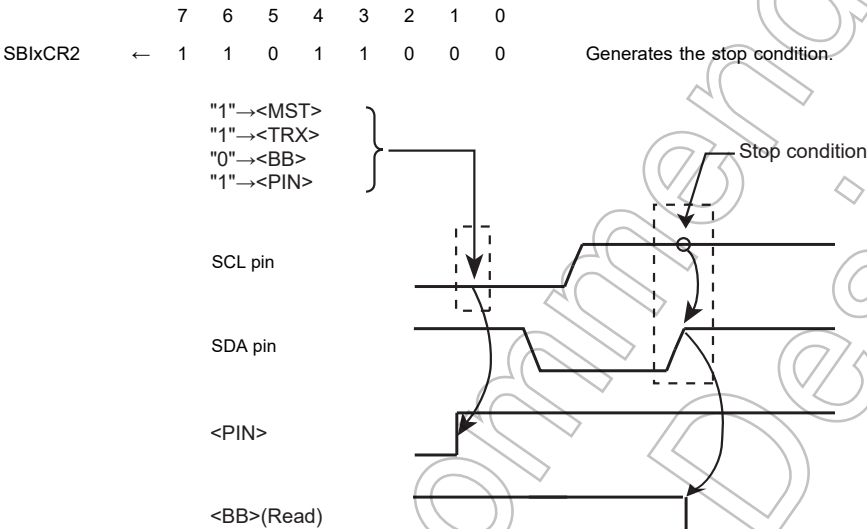 7 6 5 4 3 2 1 0
SBIxCR2 ← 1 1 0 1 1 0 0 0 Generates the stop condition.
"1"→<MST>
"1"→<TRX>
"0"→<BB>
"1"→<PIN>
Stop condition
SCL pin
SDA pin
<PIN>
<BB>(Read)